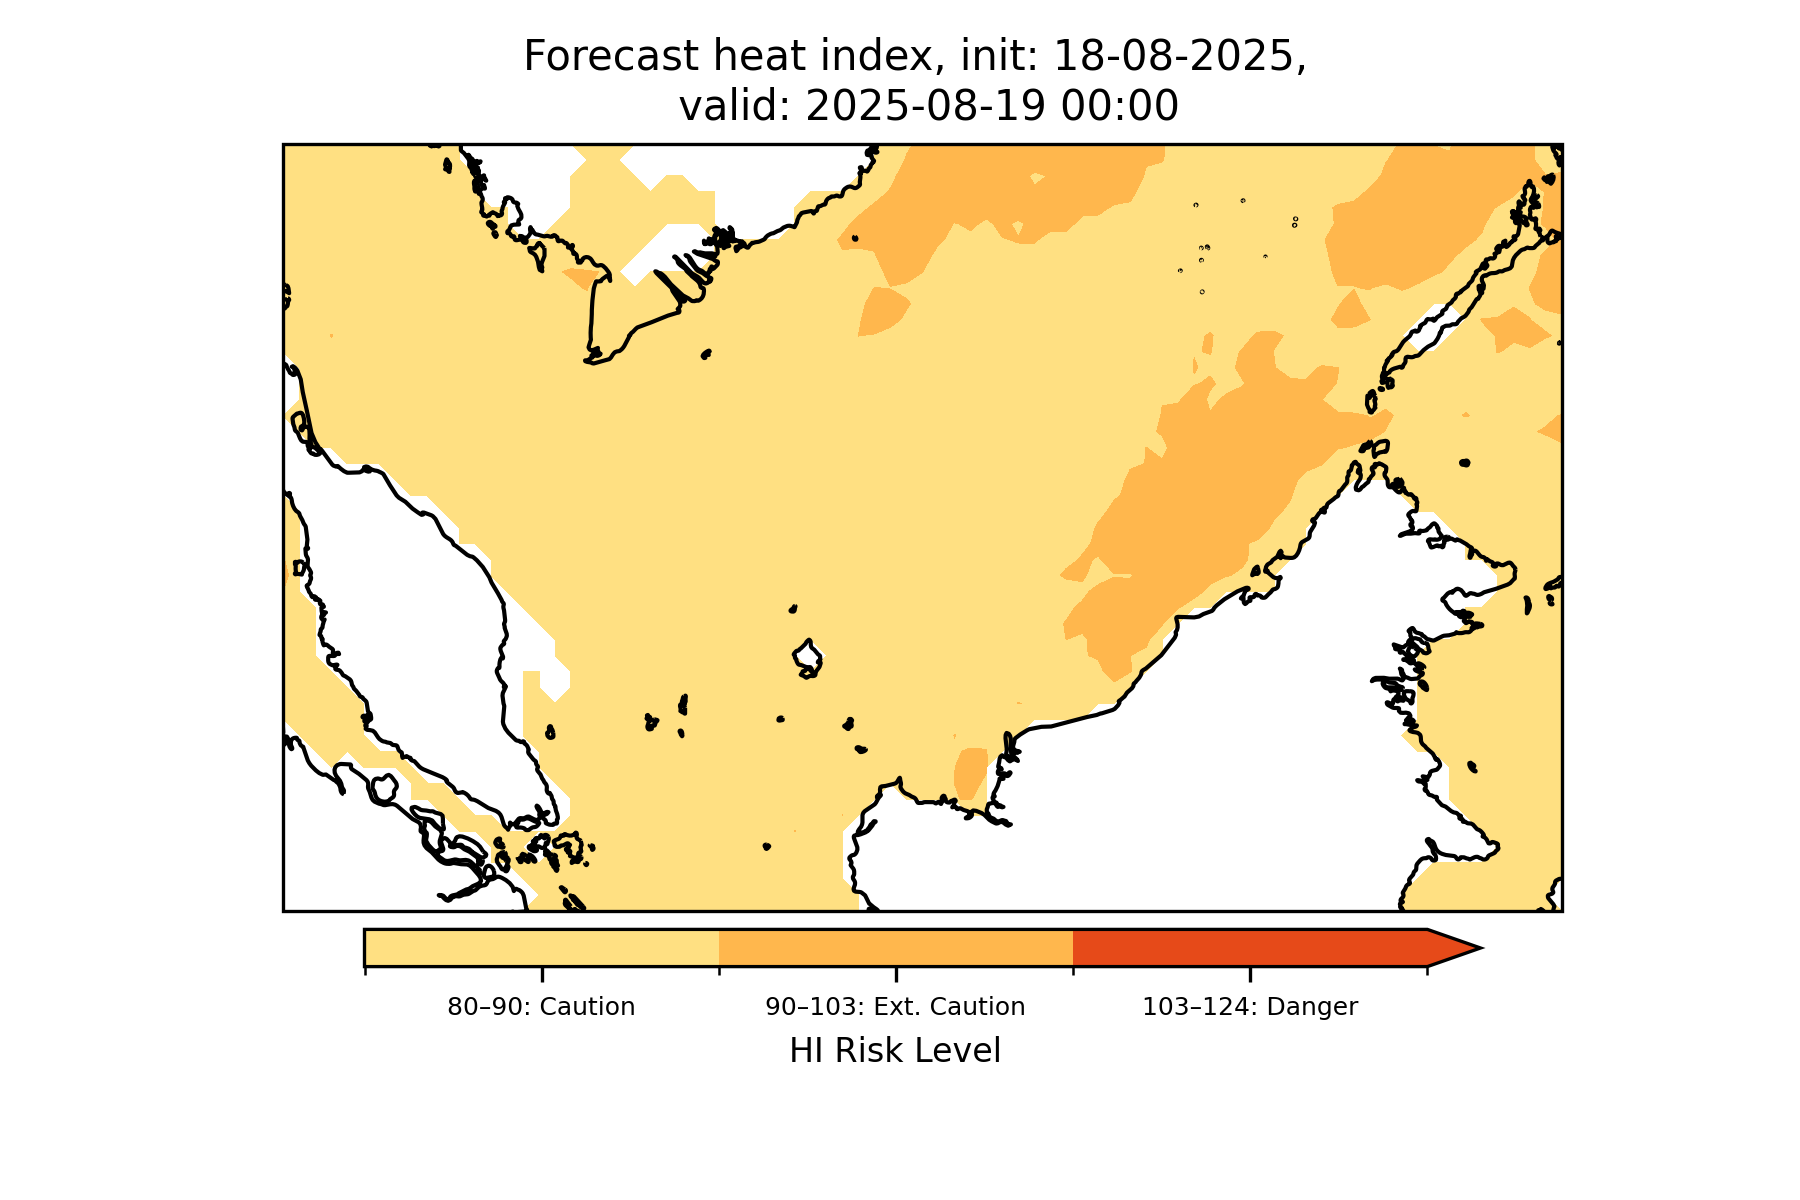 Forecast heat index, init: 18-08-2025,
valid: 2025-08-19 00:00
80–90: Caution
90–103: Ext. Caution
103–124: Danger
HI Risk Level